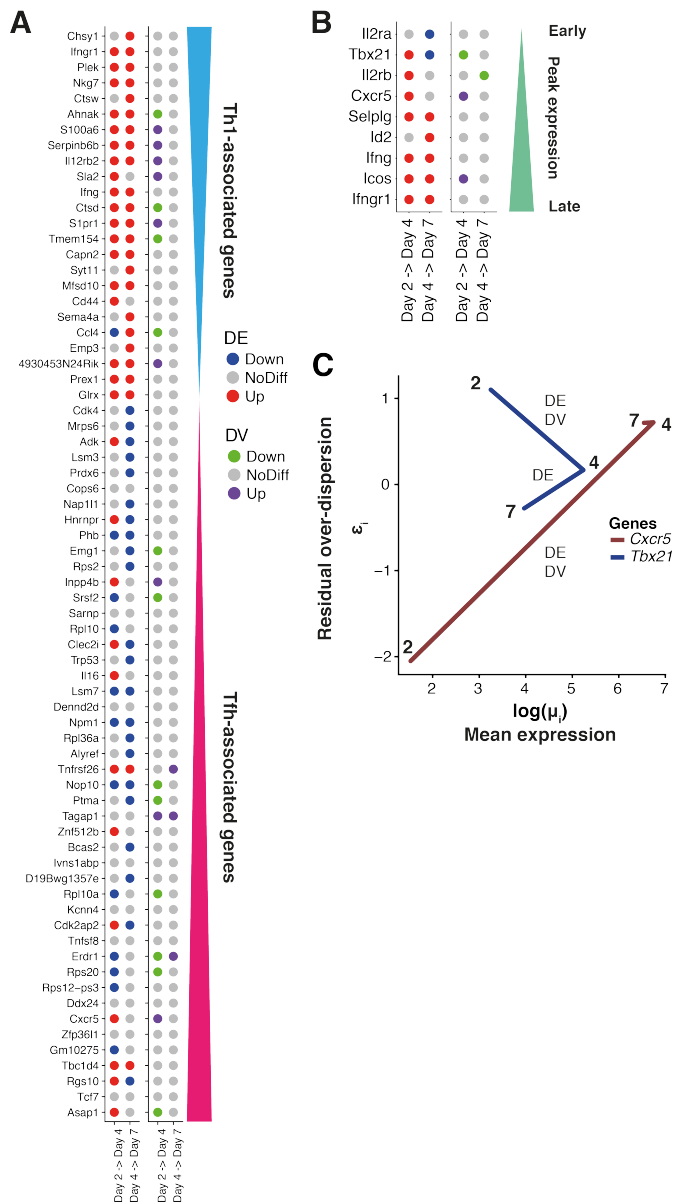 A
Chsy1
Ifngr1
Plek
Nkg7
Ctsw
Ahnak
S100a6
Serpinb6b
Il12rb2
Sla2
Ifng
Ctsd
S1pr1
Tmem154
Capn2
Syt11
Mfsd10
Cd44
Sema4a
Ccl4
Emp3
4930453N24Rik
Prex1
Glrx
Cdk4
Mrps6
Adk
Lsm3
Prdx6
Cops6
Nap1l1
Hnrnpr
Phb
Emg1
Rps2
Inpp4b
Srsf2
Sarnp
Rpl10
Clec2i
Trp53
Il16
Lsm7
Dennd2d
Npm1
Rpl36a
Alyref
Tnfrsf26
Nop10
Ptma
Tagap1
Znf512b
Bcas2
Ivns1abp
D19Bwg1357e
Rpl10a
Kcnn4
Cdk2ap2
Tnfsf8
Erdr1
Rps20
Rps12−ps3
Ddx24
Cxcr5
Zfp36l1
Gm10275
Tbc1d4
Rgs10
Tcf7
Asap1
Day 2 -> Day 4
Day 4 -> Day 7
Day 2 -> Day 4
Day 4 -> Day 7
Th1-associated genes
Tfh-associated genes
DE
Down
NoDiff
Up
DV
Down
NoDiff
Up
B
Il2ra
Tbx21
Il2rb
Cxcr5
Selplg
Id2
Ifng
Icos
Ifngr1
Day 2 -> Day 4
Day 4 -> Day 7
Day 2 -> Day 4
Day 4 -> Day 7
Early
Peak expression
Late
C
Residual over-dispersion
εi
1
0
−1
−2
2
DE
DV
7
4
4
DE
7
DE
DV
2
Genes
Cxcr5
Tbx21
2
3
4
5
6
7
log(μi)
Mean expression